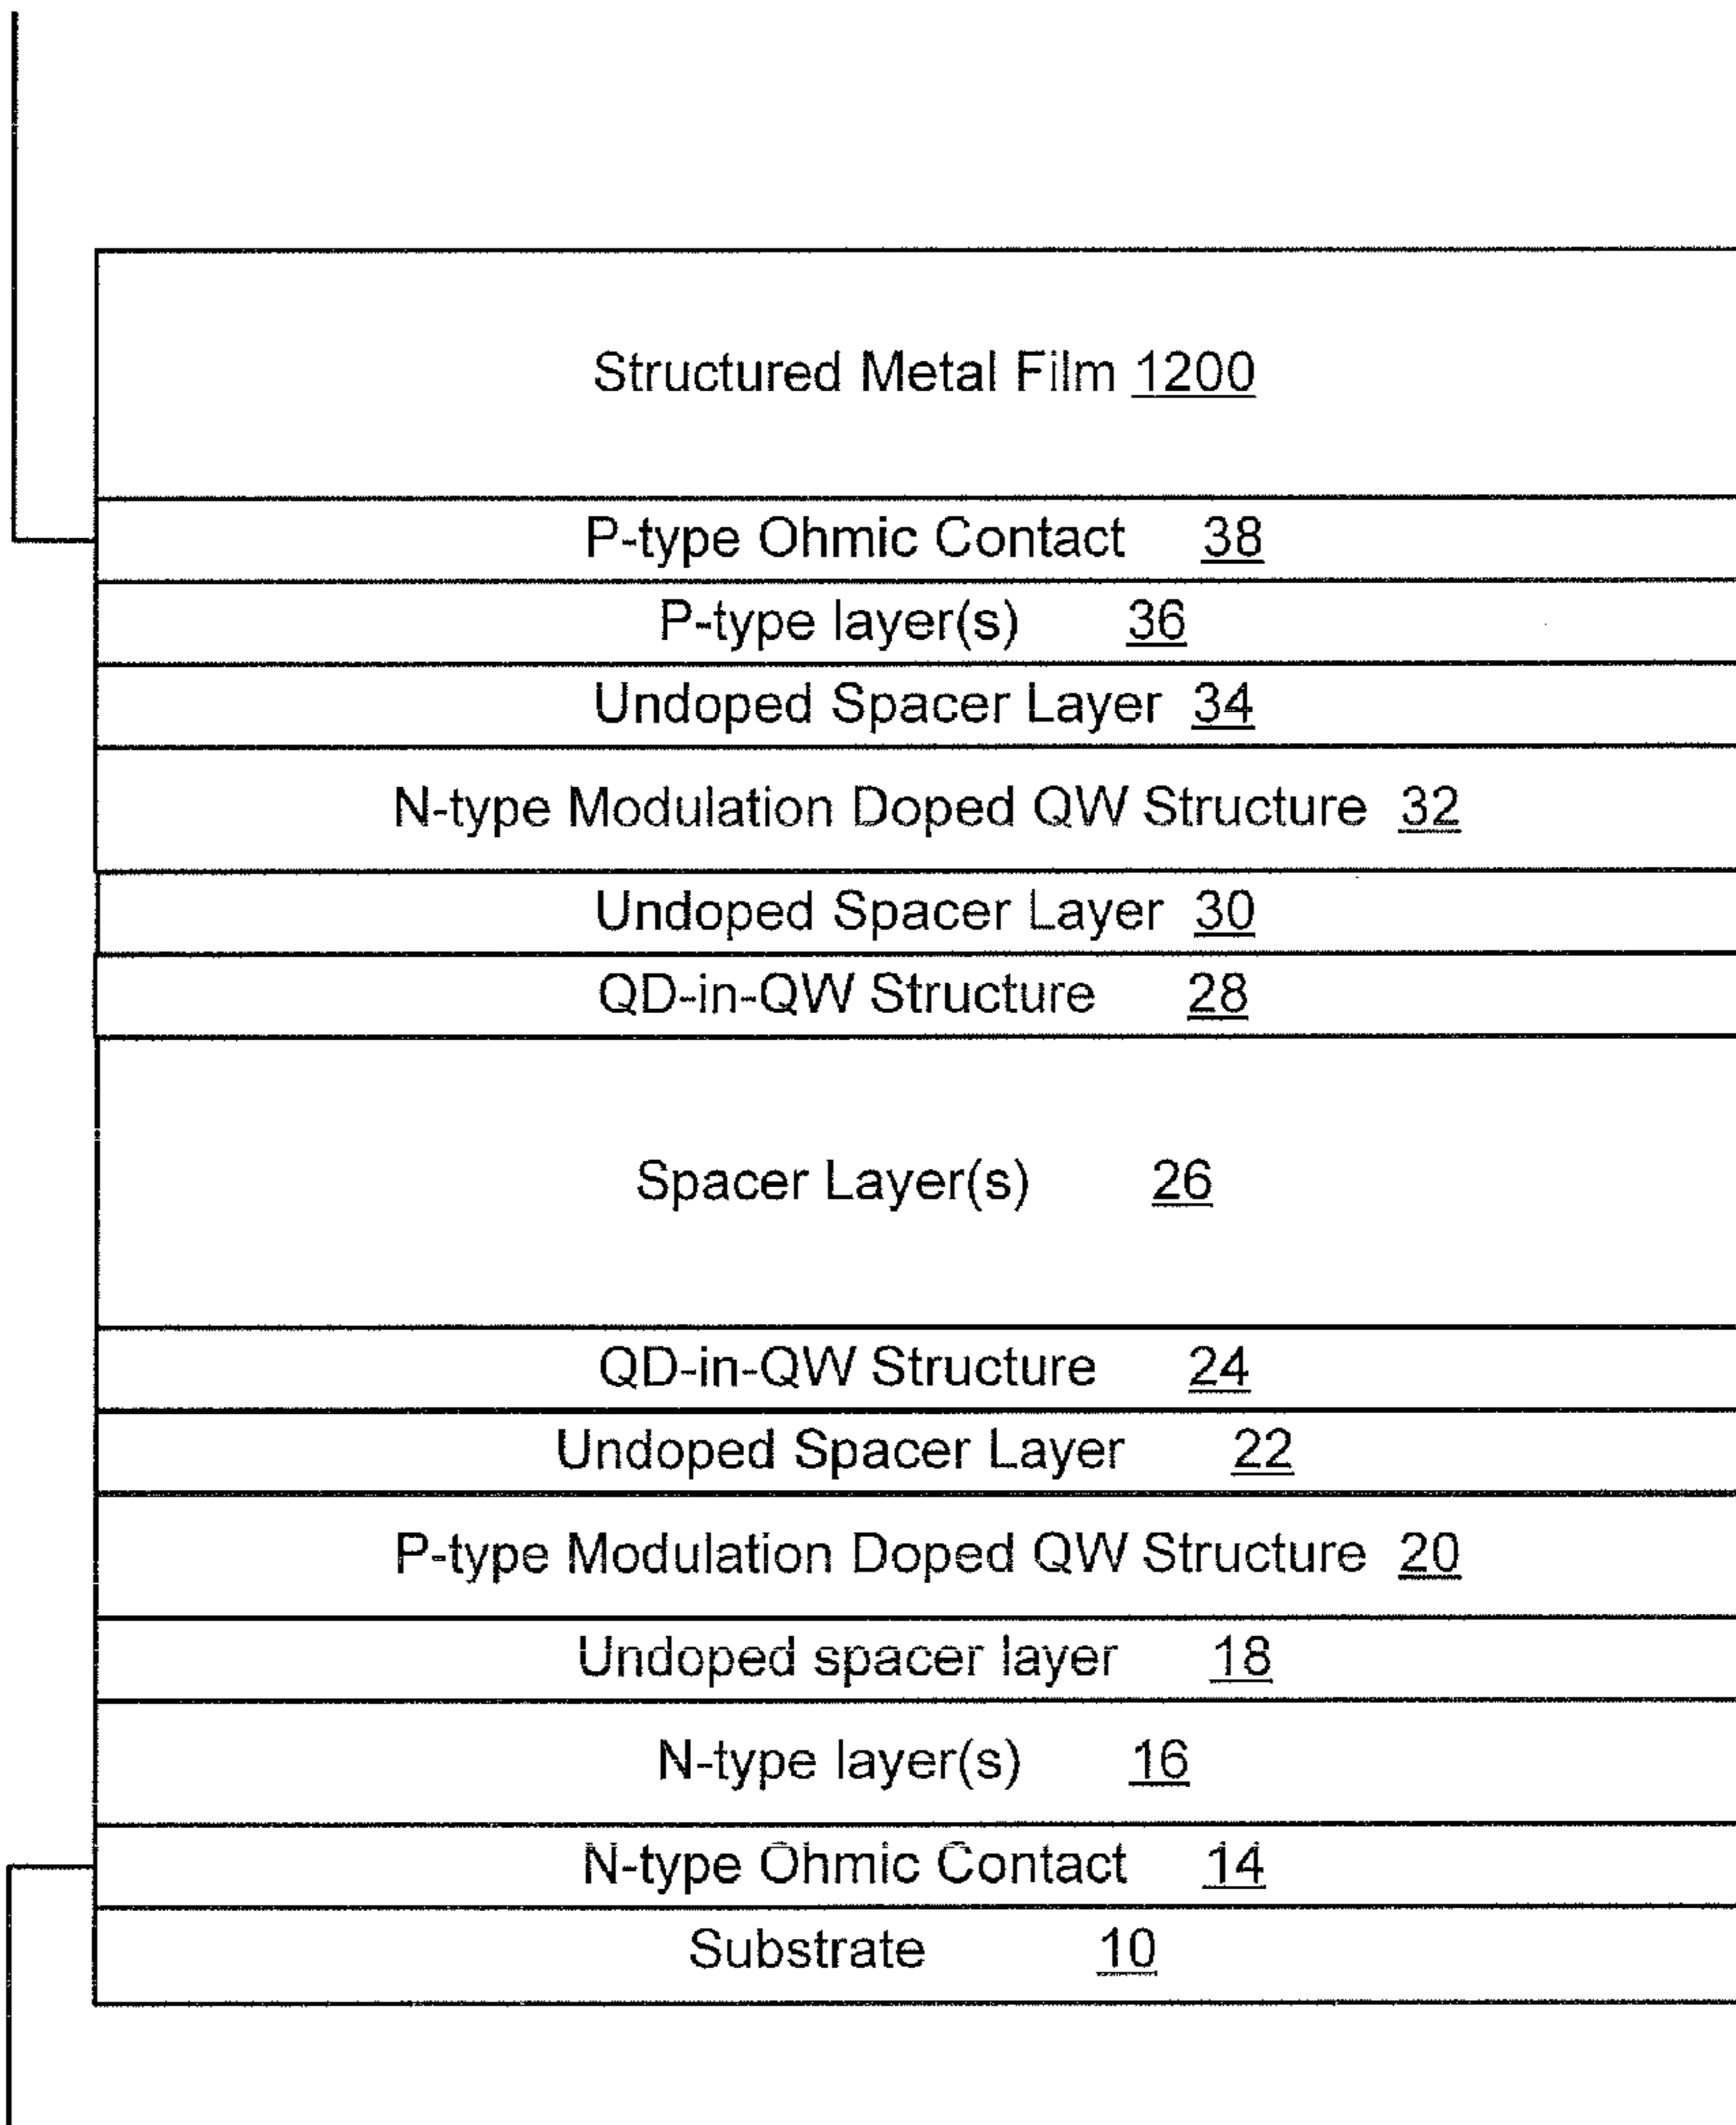 Structured Metal Film 1200
P-type Ohmic Contact 38
P-type layer(s) 36
Undoped Spacer Layer 34
N-type Modulation Doped QW Structure 32
Undoped Spacer Layer 30
QD-in-QW Structure 28
Spacer Layer(s) 26
QD-in-QW Structure 24
Undoped Spacer Layer 22
P-type Modulation Doped QW Structure 20
Undoped spacer layer 18
N-type layer(s) 16
N-type Ohmic Contact 14
Substrate 10